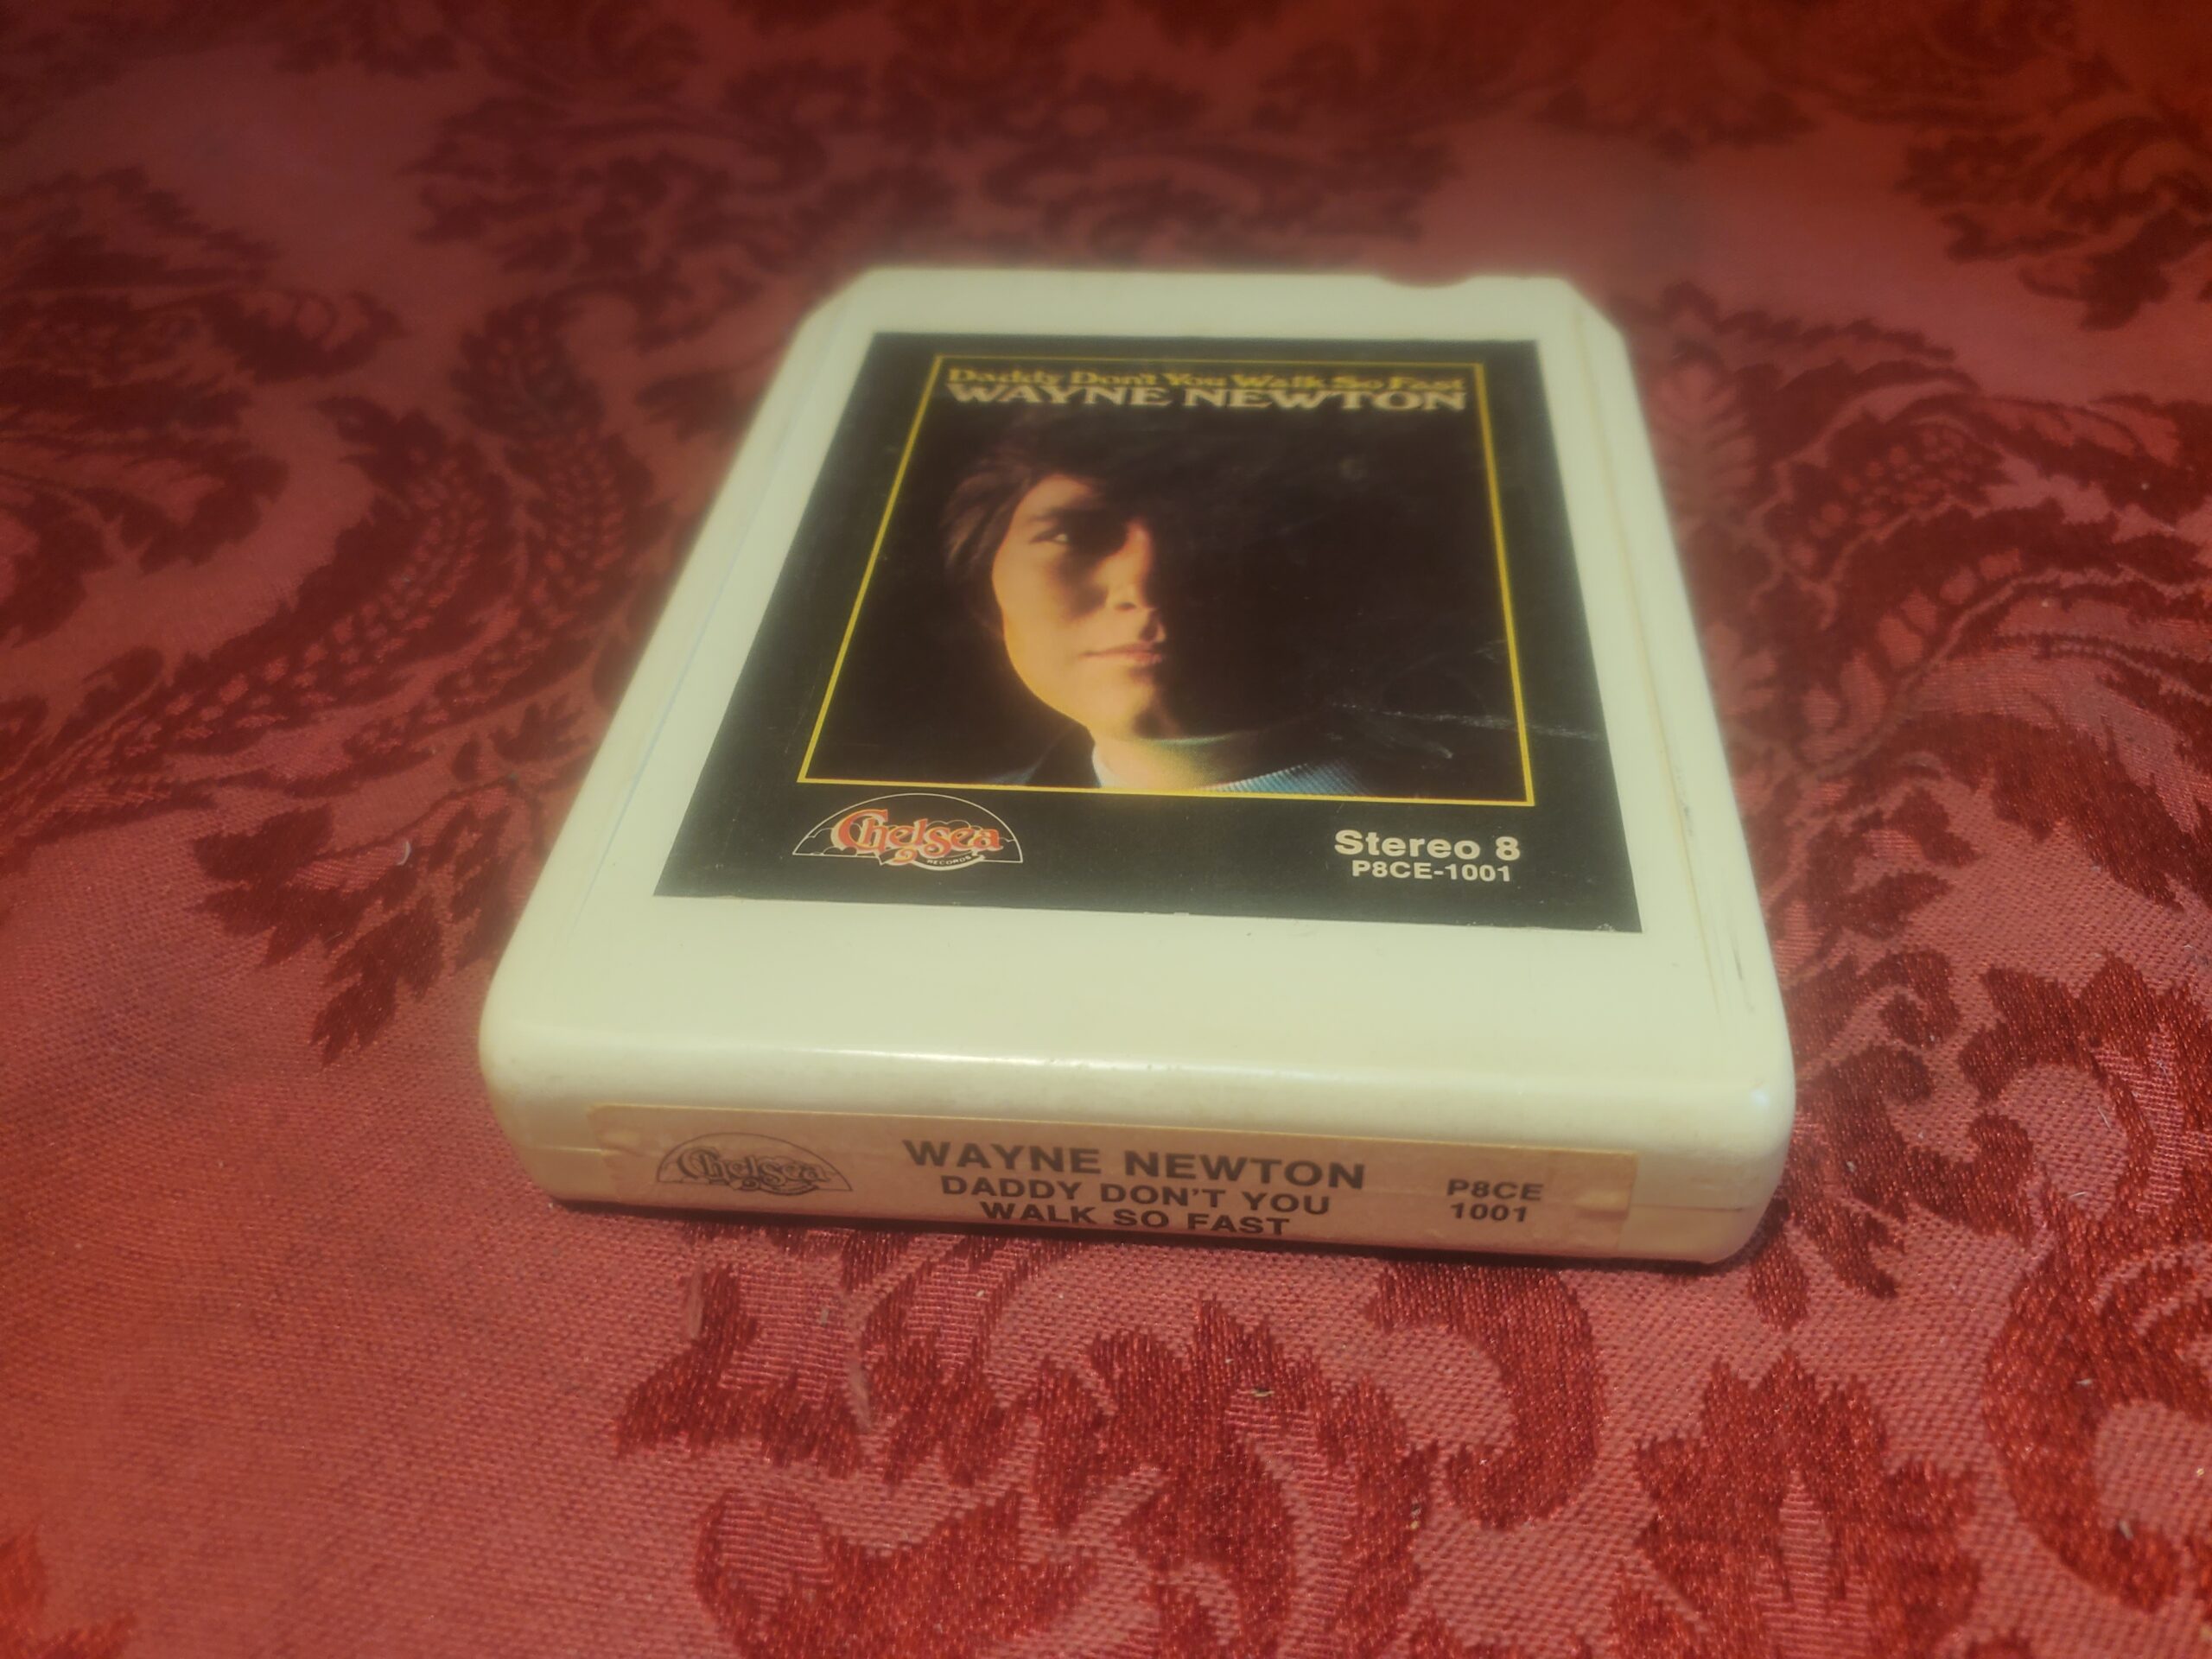 Daddy Don't You Walk So Fast
WAYNE NEWTON
Chelsea
RECORDS
Stereo 8
P8CE-1001
Chelsea
WAYNE NEWTON
DADDY DON'T YOU
WALK SO FAST
P8CE
1001